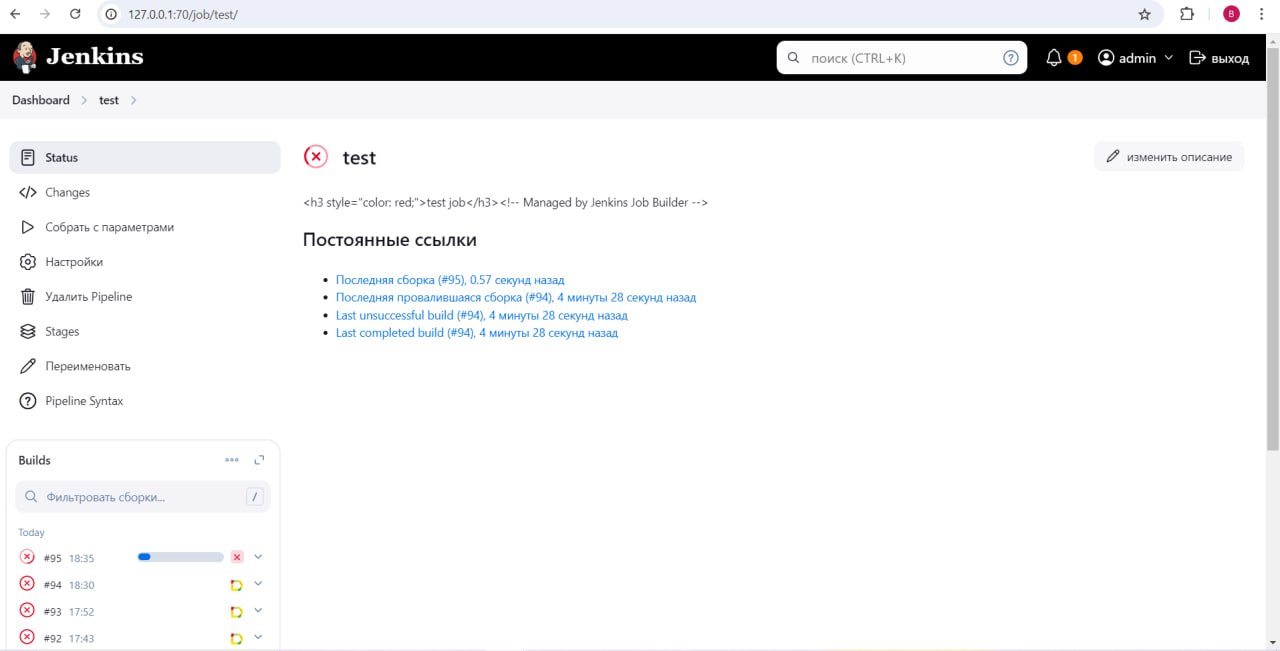 127.0.0.1:70/job/test/
B
Jenkins
поиск (CTRL+K)
?
1
admin
выход
Dashboard
test
Status
Changes
Собрать с параметрами
Настройки
Удалить Pipeline
Stages
Переименовать
Pipeline Syntax
test
изменить описание
<h3 style="color: red;">test job</h3><!-- Managed by Jenkins Job Builder -->
Постоянные ссылки
Последняя сборка (#95), 0.57 секунд назад
Последняя провалившаяся сборка (#94), 4 минуты 28 секунд назад
Last unsuccessful build (#94), 4 минуты 28 секунд назад
Last completed build (#94), 4 минуты 28 секунд назад
Builds
Фильтровать сборки...
/
Today
#95 18:35
#94 18:30
#93 17:52
#92 17:43